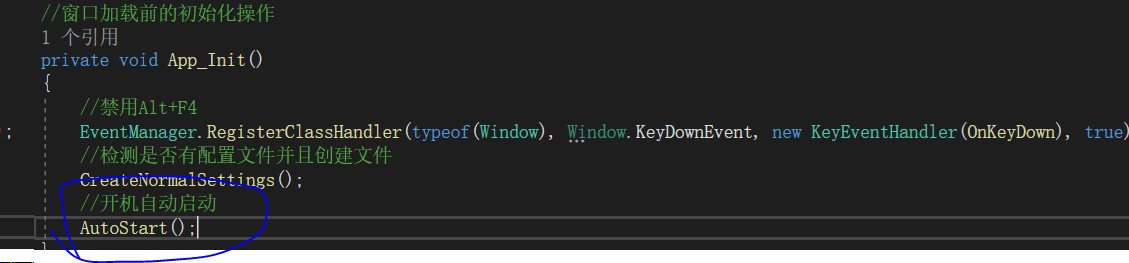 //窗口加载前的初始化操作
1 个引用
private void App_Init()
{
//禁用Alt+F4
; EventManager.RegisterClassHandler(typeof(Window), Window.KeyDownEvent, new KeyEventHandler(OnKeyDown), true)
//检测是否有配置文件并且创建文件
CreateNormalSettings();
//开机自动启动
AutoStart();